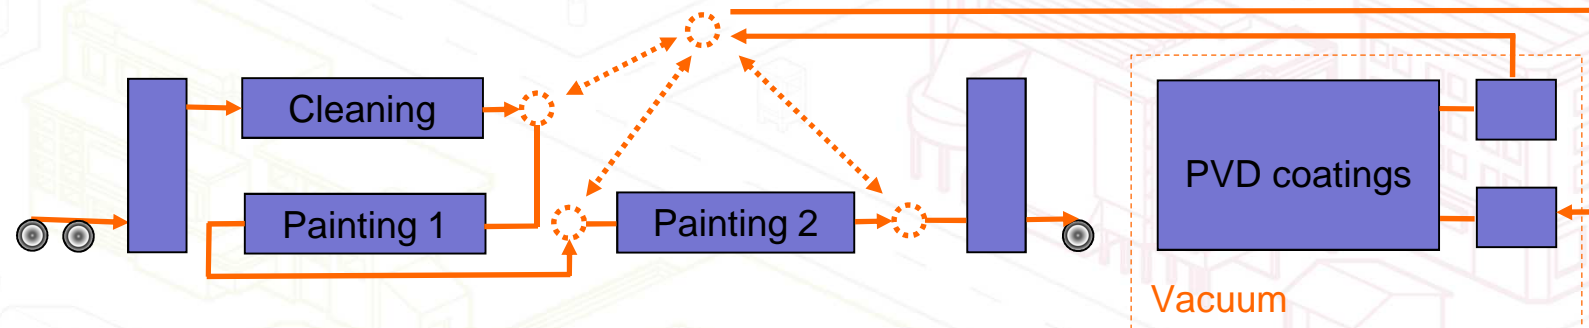 Cleaning
PVD coatings
Painting 1
Painting 2
Vacuum